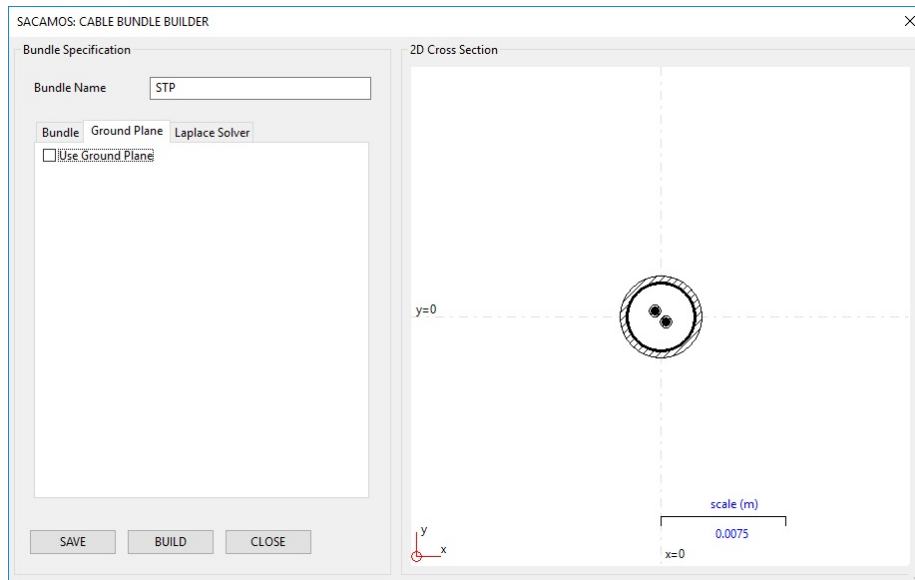 SACAMOS: CABLE BUNDLE BUILDER
Bundle Specification
Bundle Name STP
Bundle Ground Plane Laplace Solver
Use Ground Plane
SAVE BUILD CLOSE
2D Cross Section
y=0
scale (m)
0.0075
y
x
x=0